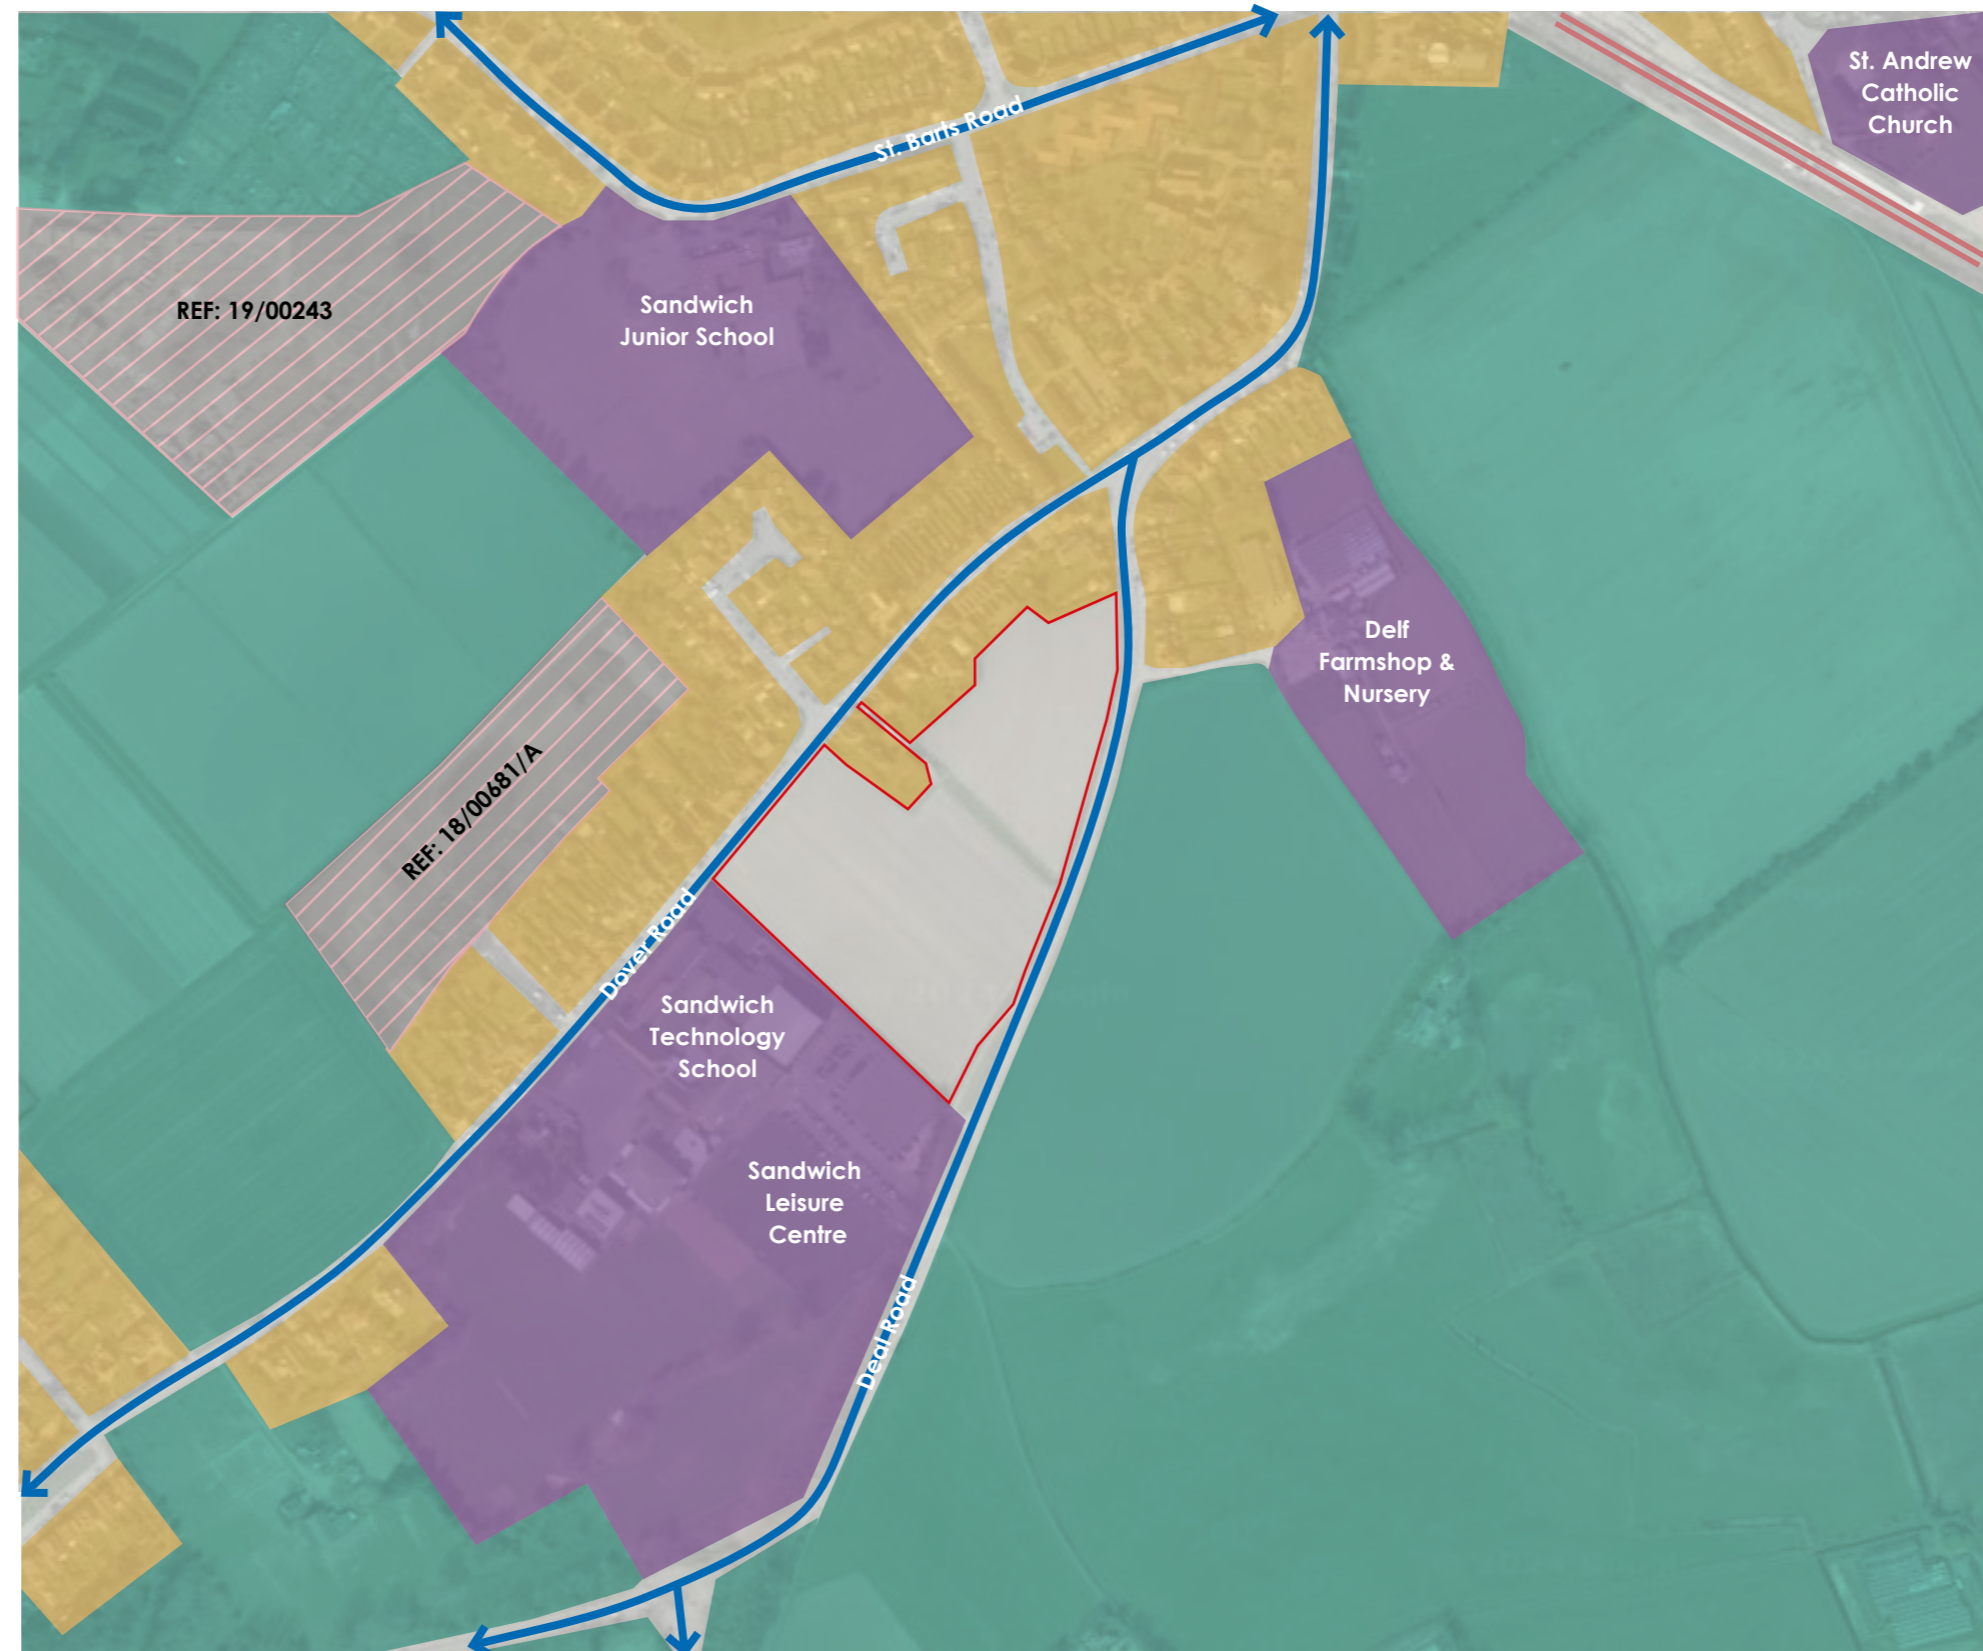 St. Andrew
Catholic
Church
St. Barts Road
REF: 19/00243
Sandwich
Junior School
Delf
Farmshop &
Nursery
REF: 18/00681/A
Dover Road
Sandwich
Technology
School
Sandwich
Leisure
Centre
Deal Road